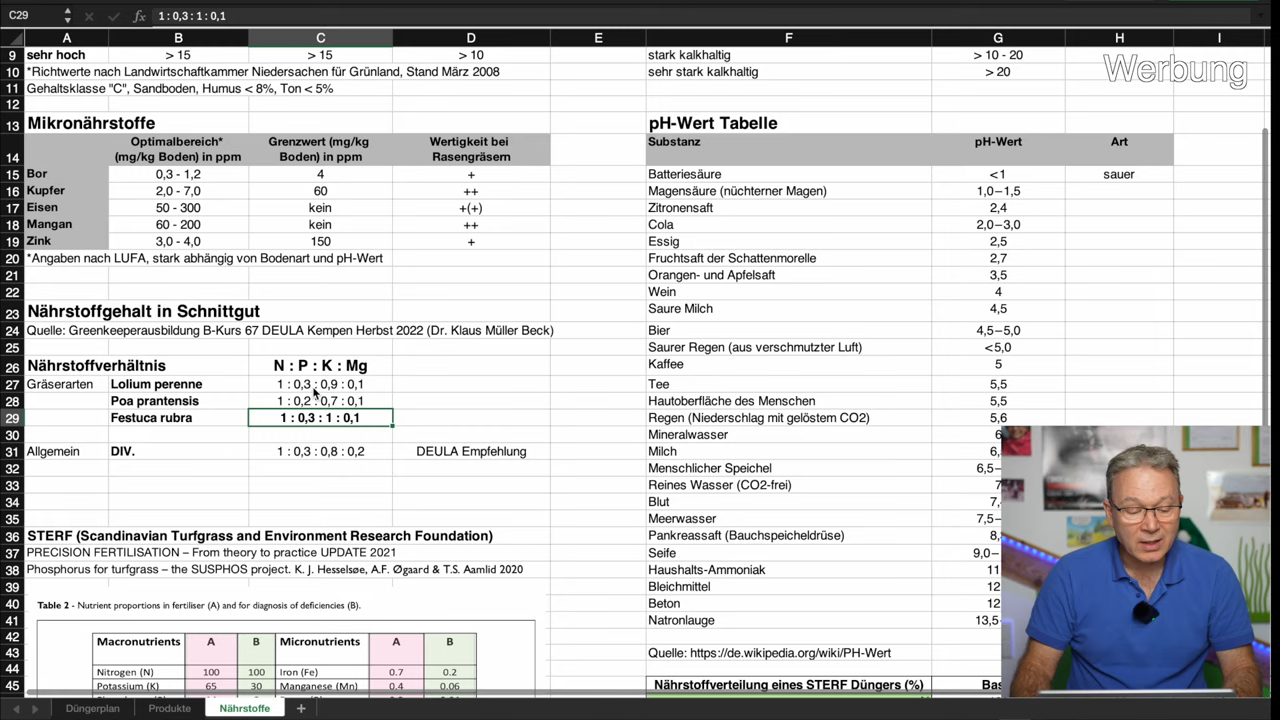 C29
1 : 0,3 : 1 : 0,1
A B C D E F G H I
9 sehr hoch > 15 > 15 > 10 stark kalkhaltig > 10 - 20
10 *Richtwerte nach Landwirtschaftkammer Niedersachen für Grünland, Stand März 2008 sehr stark kalkhaltig > 20
Werbung
11 Gehaltsklasse "C", Sandboden, Humus < 8%, Ton < 5%
12
13 Mikronährstoffe pH-Wert Tabelle
14 Optimalbereich* (mg/kg Boden) in ppm Grenzwert (mg/kg Boden) in ppm Wertigkeit bei Rasengräsern Substanz pH-Wert Art
15 Bor 0,3 - 1,2 4 + Batteriesäure <1 sauer
16 Kupfer 2,0 - 7,0 60 ++ Magensäure (nüchterner Magen) 1,0–1,5
17 Eisen 50 - 300 kein +(+) Zitronensaft 2,4
18 Mangan 60 - 200 kein ++ Cola 2,0–3,0
19 Zink 3,0 - 4,0 150 + Essig 2,5
20 *Angaben nach LUFA, stark abhängig von Bodenart und pH-Wert Fruchtsaft der Schattenmorelle 2,7
21 Orangen- und Apfelsaft 3,5
22 Wein 4
23 Nährstoffgehalt in Schnittgut Saure Milch 4,5
24 Quelle: Greenkeeperausbildung B-Kurs 67 DEULA Kempen Herbst 2022 (Dr. Klaus Müller Beck) Bier 4,5–5,0
25 Saurer Regen (aus verschmutzter Luft) <5,0
26 Nährstoffverhältnis N : P : K : Mg Kaffee 5
27 Gräserarten Lolium perenne 1 : 0,3 : 0,9 : 0,1 Tee 5,5
28 Poa prantensis 1 : 0,2 : 0,7 : 0,1 Hautoberfläche des Menschen 5,5
29 Festuca rubra 1 : 0,3 : 1 : 0,1 Regen (Niederschlag mit gelöstem CO2) 5,6
30 Mineralwasser 6
31 Allgemein DIV. 1 : 0,3 : 0,8 : 0,2 DEULA Empfehlung Milch 6,
32 Menschlicher Speichel 6,5–
33 Reines Wasser (CO2-frei) 7
34 Blut 7,
35 Meerwasser 7,5–
36 STERF (Scandinavian Turfgrass and Environment Research Foundation) Pankreassaft (Bauchspeicheldrüse) 8,
37 PRECISION FERTILISATION – From theory to practice UPDATE 2021 Seife 9,0–
38 Phosphorus for turfgrass – the SUSPHOS project. K. J. Hesselsøe, A.F. Øgaard & T.S. Aamlid 2020 Haushalts-Ammoniak 11
39 Bleichmittel 12
40 Table 2 - Nutrient proportions in fertiliser (A) and for diagnosis of deficiencies (B). Beton 12
41 Natronlauge 13,5–
42 Macronutrients A B Micronutrients A B
43 Quelle: https://de.wikipedia.org/wiki/PH-Wert
44 Nitrogen (N) 100 100 Iron (Fe) 0.7 0.2
45 Potassium (K) 65 30 Manganese (Mn) 0.4 0.06 Nährstoffverteilung eines STERF Düngers (%) Bas
Düngerplan Produkte Nährstoffe